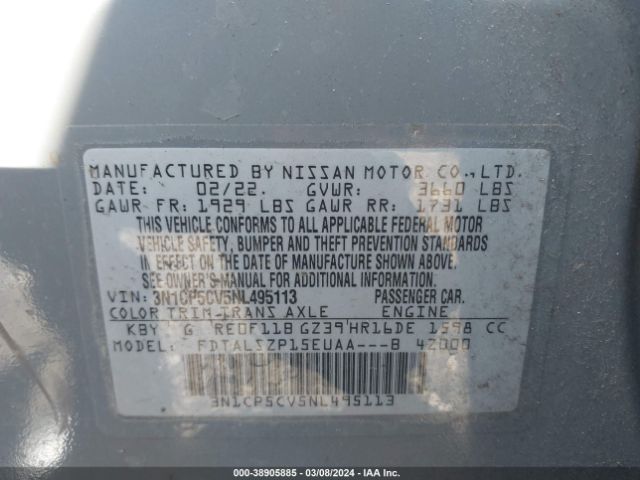 MANUFACTURED BY NISSAN MOTOR CO., LTD.
DATE: 02/22. GVWR: 3660 LBS
GAWR FR: 1929 LBS GAWR RR: 1731 LBS
THIS VEHICLE CONFORMS TO ALL APPLICABLE FEDERAL MOTOR
VEHICLE SAFETY, BUMPER AND THEFT PREVENTION STANDARDS
IN EFFECT ON THE DATE OF MANUFACTURE SHOWN ABOVE.
SEE OWNER'S MANUAL FOR ADDITIONAL INFORMATION.
VIN: 3N1CP5CV5NL495113 PASSENGER CAR.
COLOR TRIM TRANS AXLE ENGINE
KBY G RE0F11B GZ39 HR16DE 1598 CC
MODEL FDTALSZP15EUAA---B 42000
3N1CP5CV5NL495113
000-38905885 - 03/08/2024 - IAA Inc.